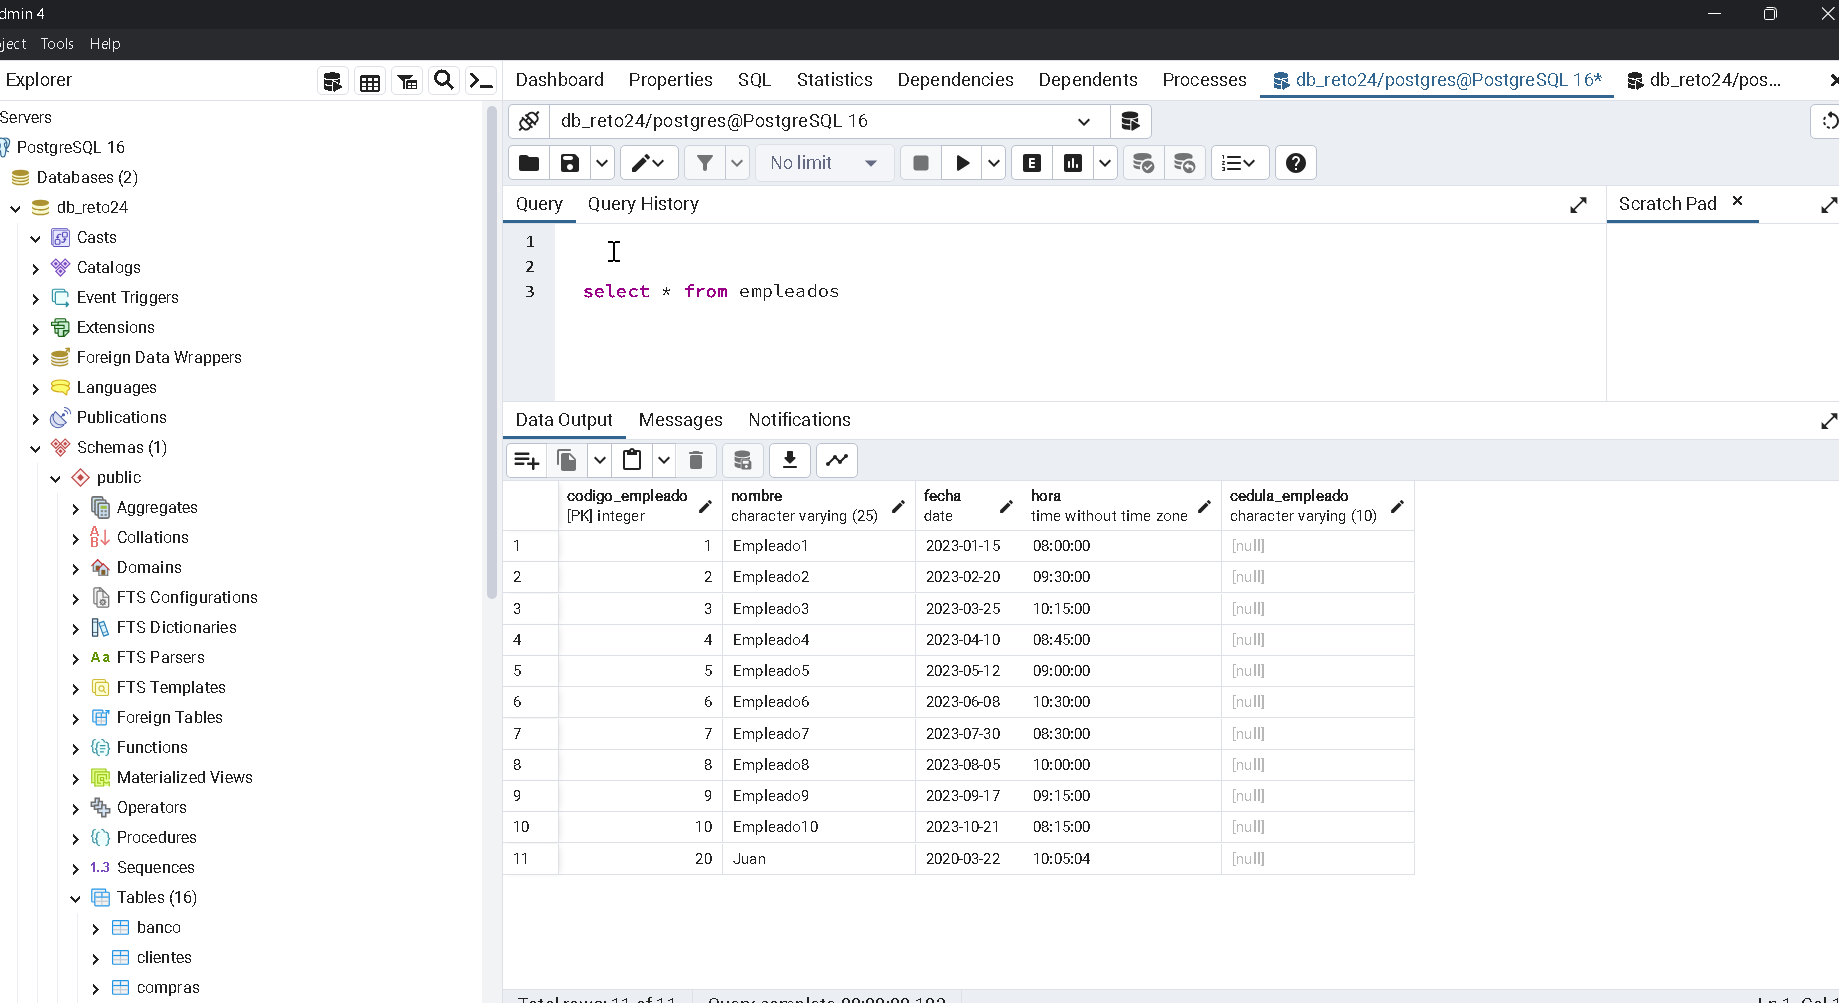 dmin 4
ject Tools Help
Explorer
Dashboard Properties SQL Statistics Dependencies Dependents Processes db_reto24/postgres@PostgreSQL 16* db_reto24/pos...
Servers
PostgreSQL 16
Databases (2)
db_reto24
Casts
Catalogs
Event Triggers
Extensions
Foreign Data Wrappers
Languages
Publications
Schemas (1)
public
Aggregates
Collations
Domains
FTS Configurations
FTS Dictionaries
FTS Parsers
FTS Templates
Foreign Tables
Functions
Materialized Views
Operators
Procedures
1..3 Sequences
Tables (16)
banco
clientes
compras
db_reto24/postgres@PostgreSQL 16
No limit
Query Query History
Scratch Pad
1
2
3 select * from empleados
Data Output Messages Notifications
codigo_empleado nombre fecha hora cedula_empleado
[PK] integer character varying (25) date time without time zone character varying (10)
1 1 Empleado1 2023-01-15 08:00:00 [null]
2 2 Empleado2 2023-02-20 09:30:00 [null]
3 3 Empleado3 2023-03-25 10:15:00 [null]
4 4 Empleado4 2023-04-10 08:45:00 [null]
5 5 Empleado5 2023-05-12 09:00:00 [null]
6 6 Empleado6 2023-06-08 10:30:00 [null]
7 7 Empleado7 2023-07-30 08:30:00 [null]
8 8 Empleado8 2023-08-05 10:00:00 [null]
9 9 Empleado9 2023-09-17 09:15:00 [null]
10 10 Empleado10 2023-10-21 08:15:00 [null]
11 20 Juan 2020-03-22 10:05:04 [null]
Total rows: 11 of 11 Query complete